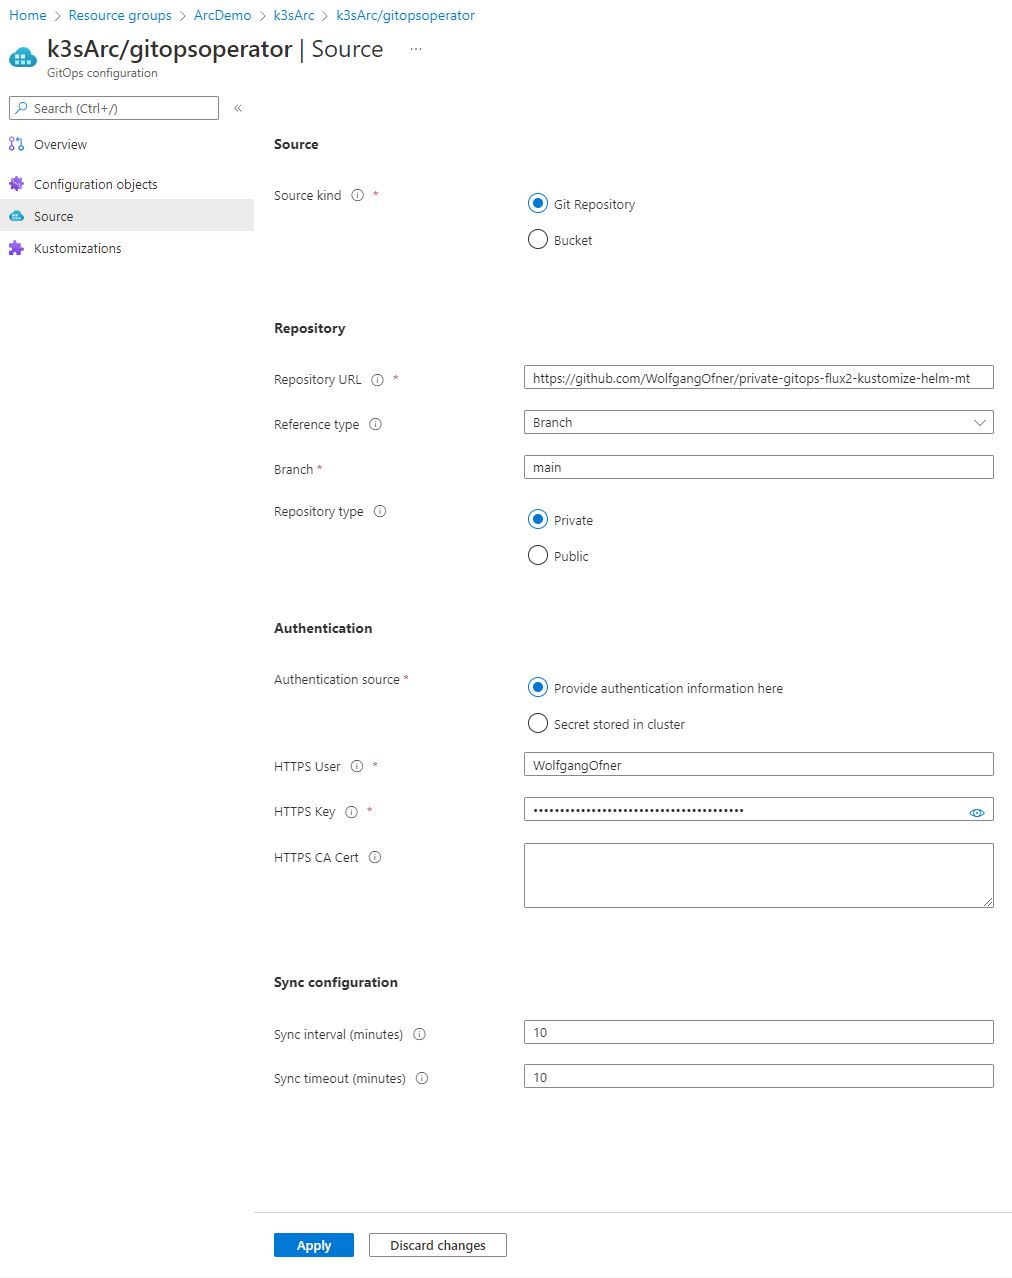 Home > Resource groups > ArcDemo > k3sArc > k3sArc/gitopsoperator
k3sArc/gitopsoperator | Source ...
GitOps configuration
Search (Ctrl+/) «
Overview
Configuration objects
Source
Kustomizations
Source
Source kind *
Git Repository
Bucket
Repository
Repository URL * https://github.com/WolfgangOfner/private-gitops-flux2-kustomize-helm-mt
Reference type Branch
Branch * main
Repository type
Private
Public
Authentication
Authentication source *
Provide authentication information here
Secret stored in cluster
HTTPS User * WolfgangOfner
HTTPS Key * ••••••••••••••••••••••••••••••••••••••••
HTTPS CA Cert
Sync configuration
Sync interval (minutes) 10
Sync timeout (minutes) 10
Apply Discard changes